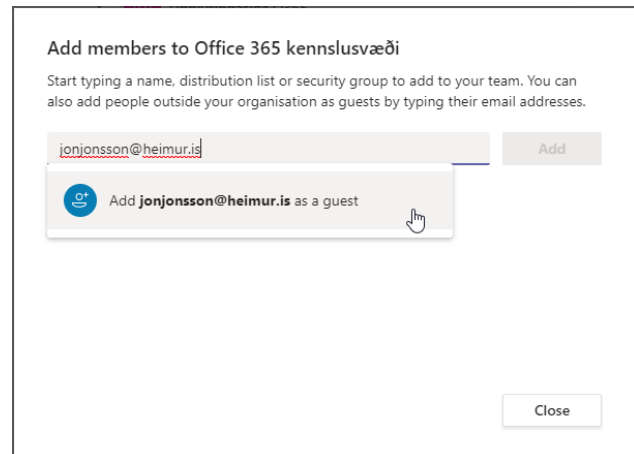 Add members to Office 365 kennslusvæði
Start typing a name, distribution list or security group to add to your team. You can
also add people outside your organisation as guests by typing their email addresses.
jonjonsson@heimur.is
Add
Add jonjonsson@heimur.is as a guest
Close